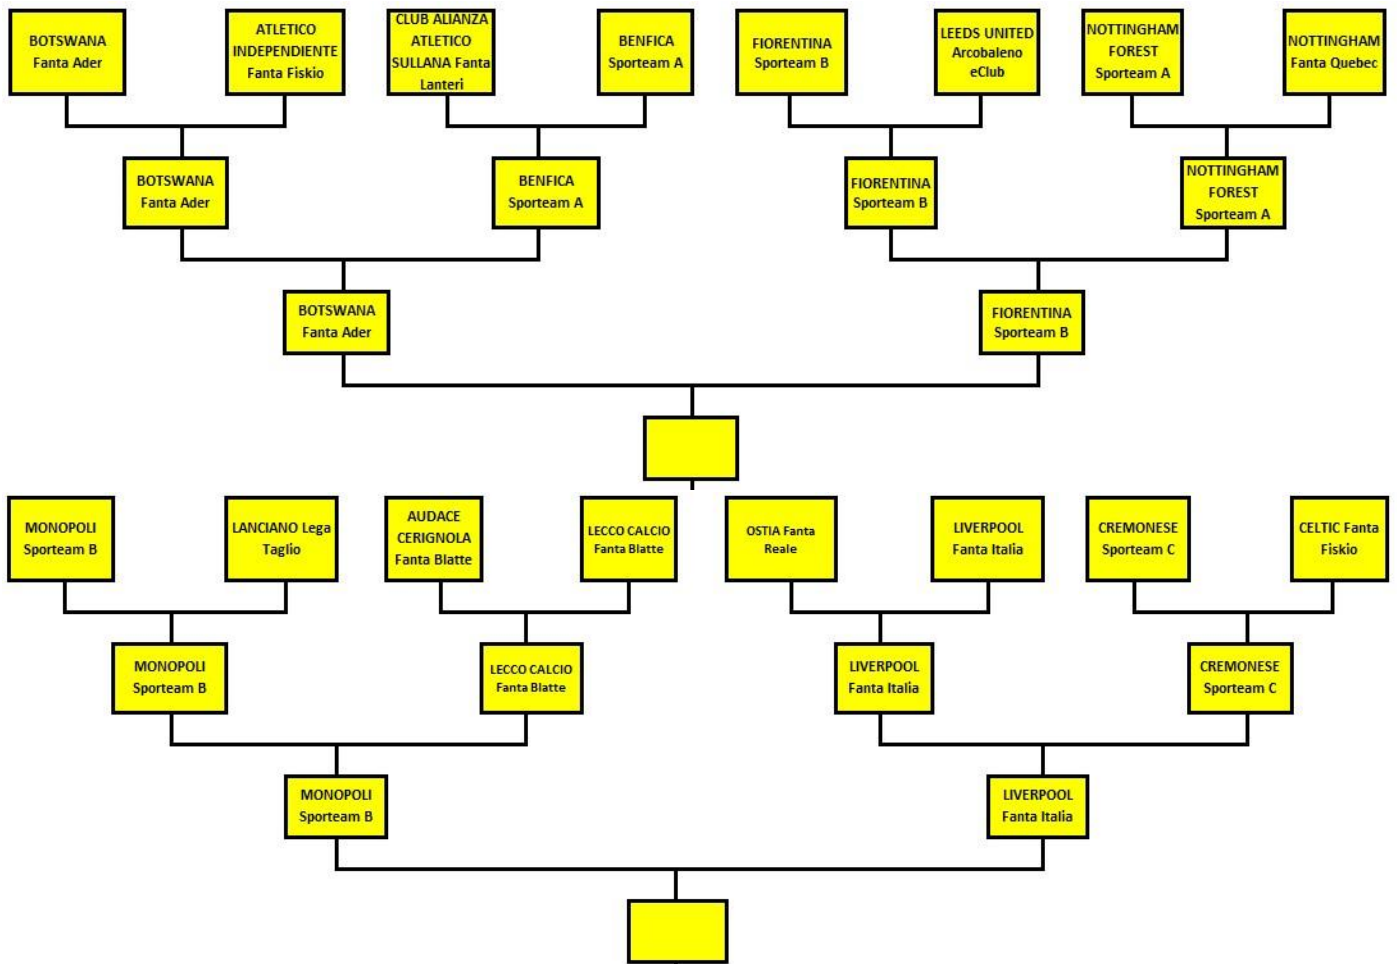 BOTSWANA
Fanta Ader
ATLETICO
INDEPENDIENTE
Fanta Fiskio
CLUB ALIANZA
ATLETICO
SULLANA Fanta
Lanteri
BENFICA
Sporteam A
FIORENTINA
Sporteam B
LEEDS UNITED
Arcobaleno
eClub
NOTTINGHAM
FOREST
Sporteam A
NOTTINGHAM
Fanta Quebec
BOTSWANA
Fanta Ader
BENFICA
Sporteam A
FIORENTINA
Sporteam B
NOTTINGHAM
FOREST
Sporteam A
BOTSWANA
Fanta Ader
FIORENTINA
Sporteam B
MONOPOLI
Sporteam B
LANCIANO Lega
Taglio
AUDACE
CERIGNOLA
Fanta Blatte
LECCO CALCIO
Fanta Blatte
OSTIA Fanta
Reale
LIVERPOOL
Fanta Italia
CREMONESE
Sporteam C
CELTIC Fanta
Fiskio
MONOPOLI
Sporteam B
LECCO CALCIO
Fanta Blatte
LIVERPOOL
Fanta Italia
CREMONESE
Sporteam C
MONOPOLI
Sporteam B
LIVERPOOL
Fanta Italia